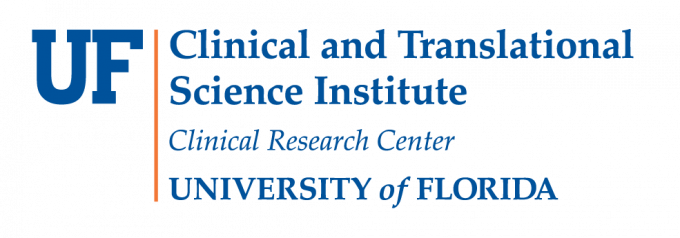 UF
Clinical and Translational
Science Institute
Clinical Research Center
UNIVERSITY of FLORIDA